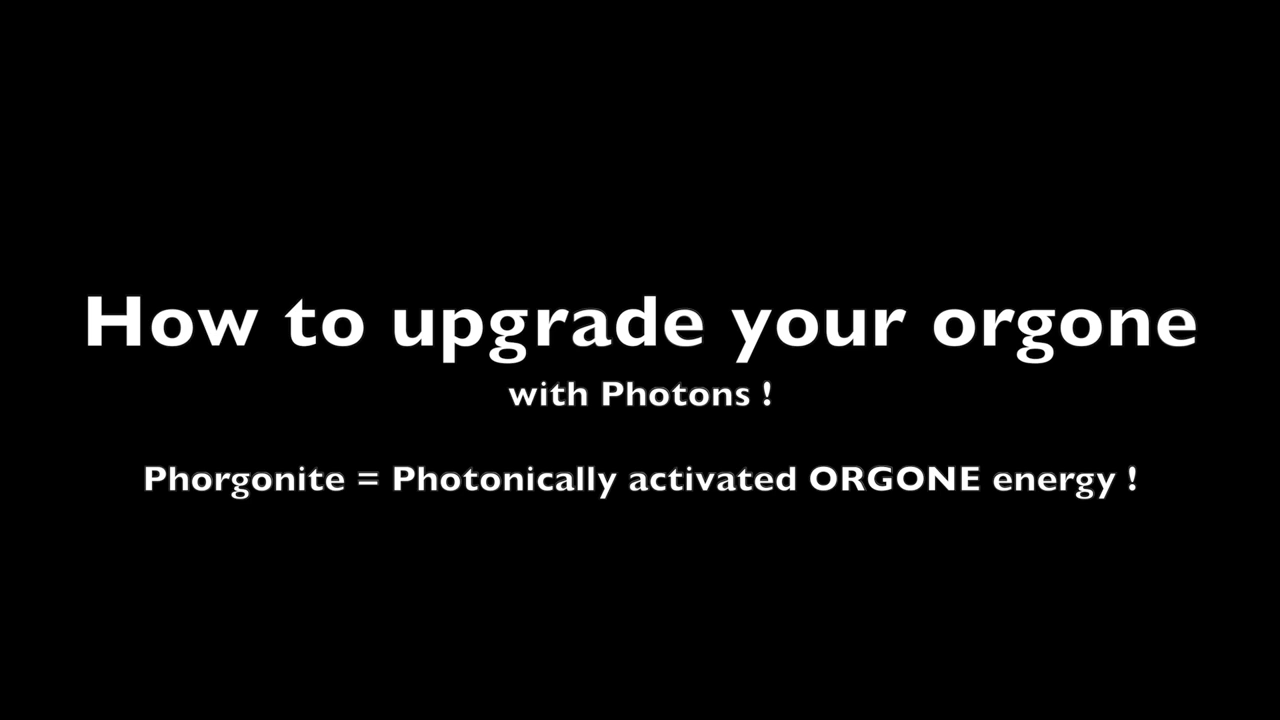 How to upgrade your orgone
with Photons !
Phorgonite = Photonically activated ORGONE energy !